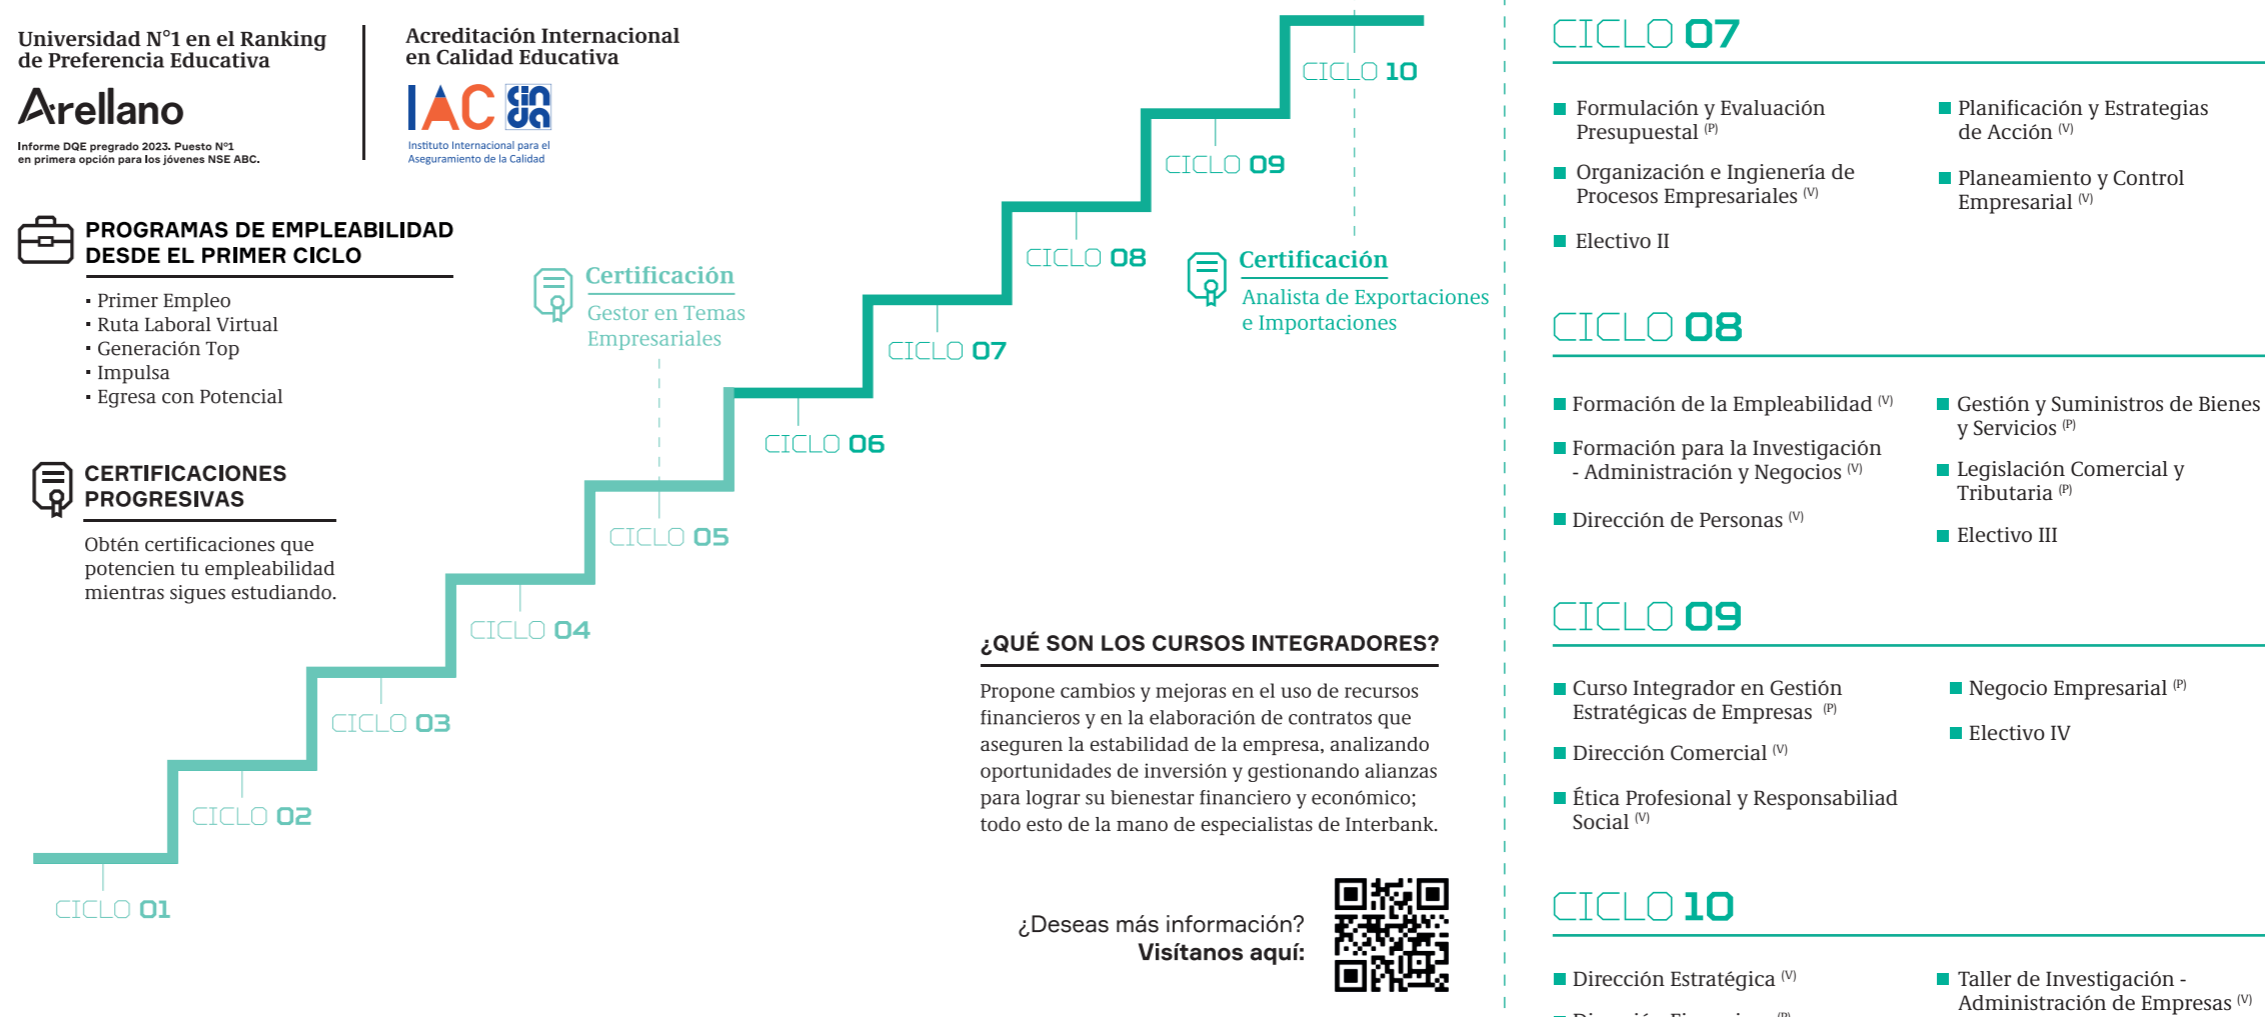 Universidad N°1 en el Ranking
de Preferencia Educativa
Arellano
Informe DQE pregrado 2023. Puesto N°1
en primera opción para los jóvenes NSE ABC.
Acreditación Internacional
en Calidad Educativa
IAC cinda
Instituto Internacional para el
Aseguramiento de la Calidad
PROGRAMAS DE EMPLEABILIDAD
DESDE EL PRIMER CICLO
▪ Primer Empleo
▪ Ruta Laboral Virtual
▪ Generación Top
▪ Impulsa
▪ Egresa con Potencial
CERTIFICACIONES
PROGRESIVAS
Obtén certificaciones que
potencien tu empleabilidad
mientras sigues estudiando.
CICLO 01
CICLO 02
CICLO 03
CICLO 04
CICLO 05
Certificación
Gestor en Temas
Empresariales
CICLO 06
CICLO 07
CICLO 08
CICLO 09
CICLO 10
Certificación
Analista de Exportaciones
e Importaciones
¿QUÉ SON LOS CURSOS INTEGRADORES?
Propone cambios y mejoras en el uso de recursos
financieros y en la elaboración de contratos que
aseguren la estabilidad de la empresa, analizando
oportunidades de inversión y gestionando alianzas
para lograr su bienestar financiero y económico;
todo esto de la mano de especialistas de Interbank.
¿Deseas más información?
Visítanos aquí:
CICLO 07
Formulación y Evaluación
Presupuestal (P)
Organización e Ingienería de
Procesos Empresariales (V)
Electivo II
Planificación y Estrategias
de Acción (V)
Planeamiento y Control
Empresarial (V)
CICLO 08
Formación de la Empleabilidad (V)
Formación para la Investigación
- Administración y Negocios (V)
Dirección de Personas (V)
Gestión y Suministros de Bienes
y Servicios (P)
Legislación Comercial y
Tributaria (P)
Electivo III
CICLO 09
Curso Integrador en Gestión
Estratégicas de Empresas (P)
Dirección Comercial (V)
Ética Profesional y Responsabiliad
Social (V)
Negocio Empresarial (P)
Electivo IV
CICLO 10
Dirección Estratégica (V)
Taller de Investigación -
Administración de Empresas (V)